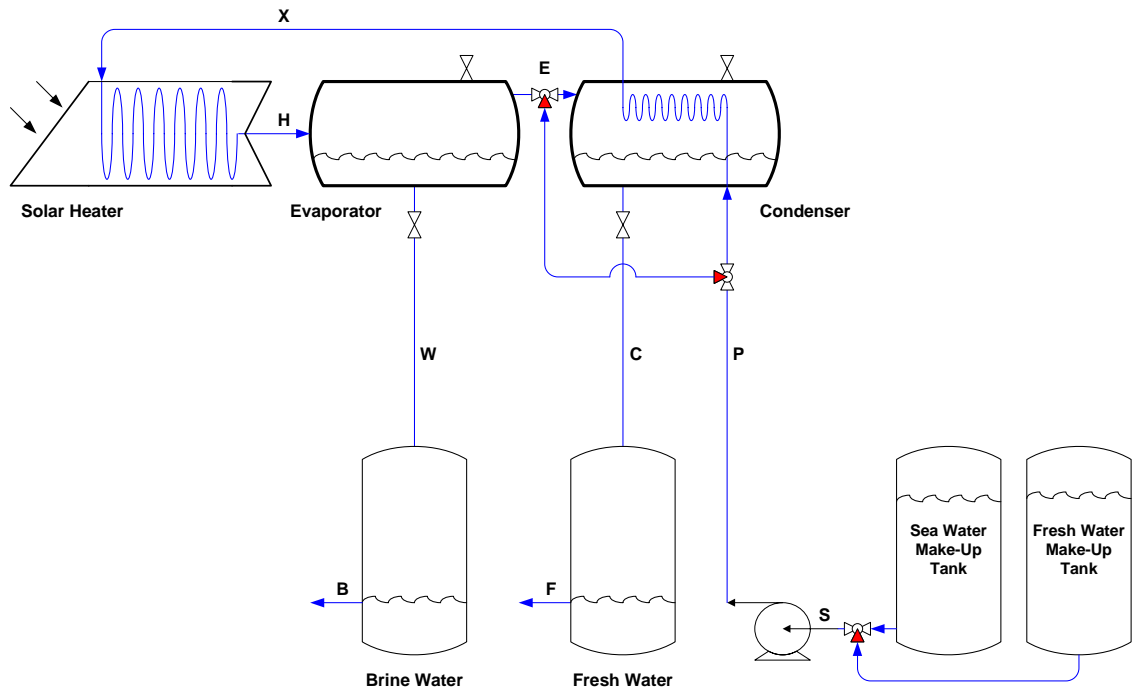 X
E
H
Solar Heater
Evaporator
Condenser
W
C
P
Sea Water
Make-Up
Tank
Fresh Water
Make-Up
Tank
B
F
S
Brine Water
Fresh Water